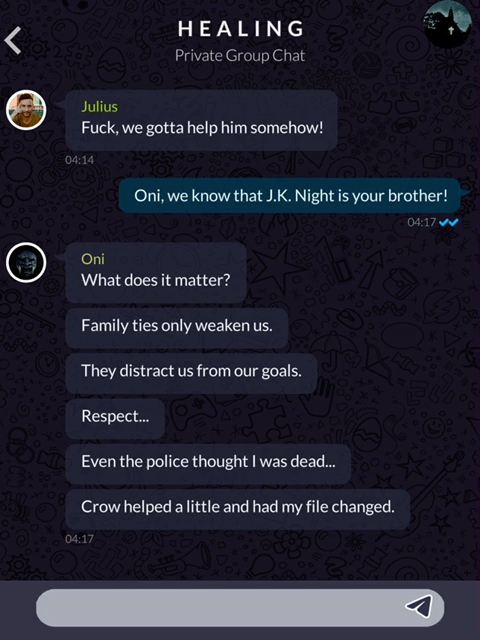 HEALING
Private Group Chat
Julius
Fuck, we gotta help him somehow!
04:14
Oni, we know that J.K. Night is your brother!
04:17
Oni
What does it matter?
Family ties only weaken us.
They distract us from our goals.
Respect...
Even the police thought I was dead...
Crow helped a little and had my file changed.
04:17